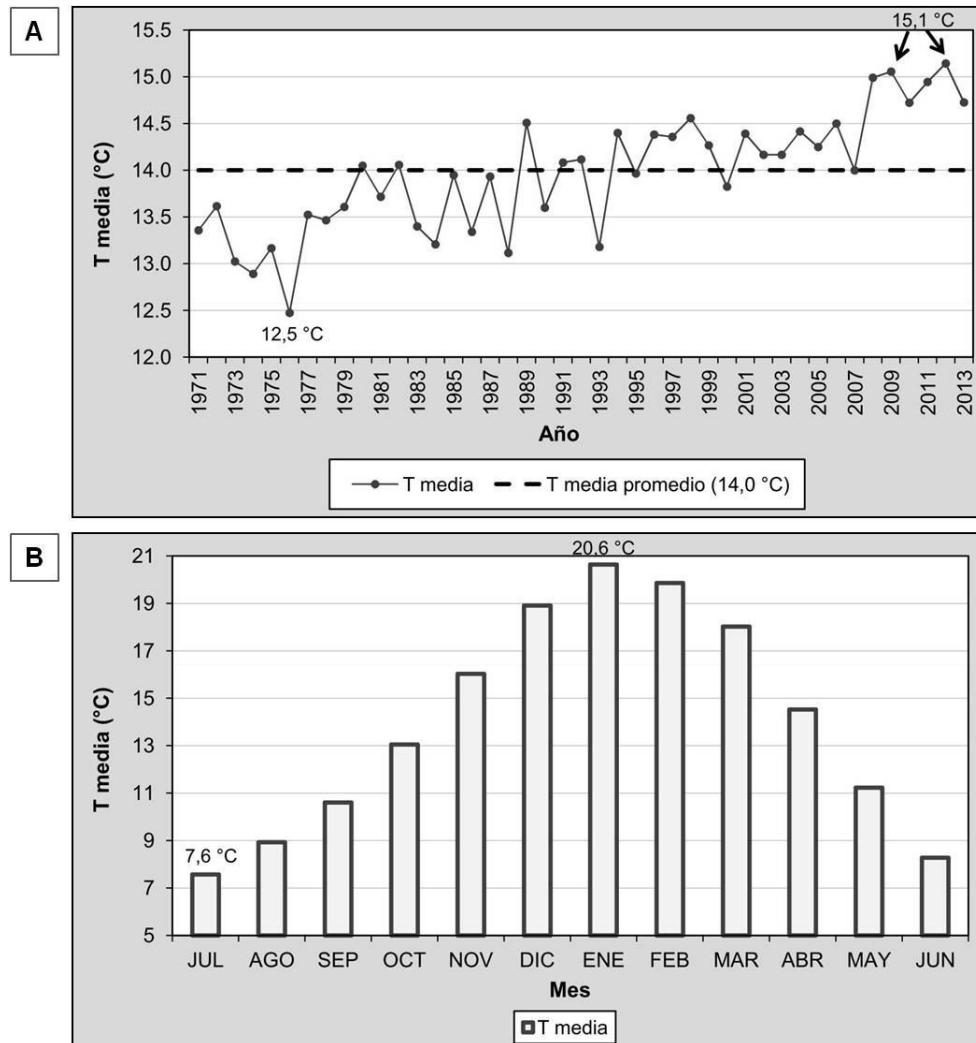 A
15,1 °C
15.5
15.0
14.5
14.0
13.5
13.0
12.5
12.0
T media (°C)
12,5 °C
1971 1973 1975 1977 1979 1981 1983 1985 1987 1989 1991 1993 1995 1997 1999 2001 2003 2005 2007 2009 2011 2013
Año
T media T media promedio (14,0 °C)
B
20,6 °C
21
19
17
15
13
11
9
7
5
T media (°C)
7,6 °C
JUL AGO SEP OCT NOV DIC ENE FEB MAR ABR MAY JUN
Mes
T media